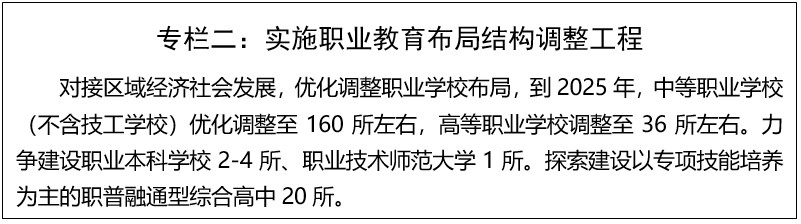 专栏二：实施职业教育布局结构调整工程
对接区域经济社会发展，优化调整职业学校布局，到 2025 年，中等职业学校
（不含技工学校）优化调整至 160 所左右，高等职业学校调整至 36 所左右。力
争建设职业本科学校 2-4 所、职业技术师范大学 1 所。探索建设以专项技能培养
为主的职普融通型综合高中 20 所。